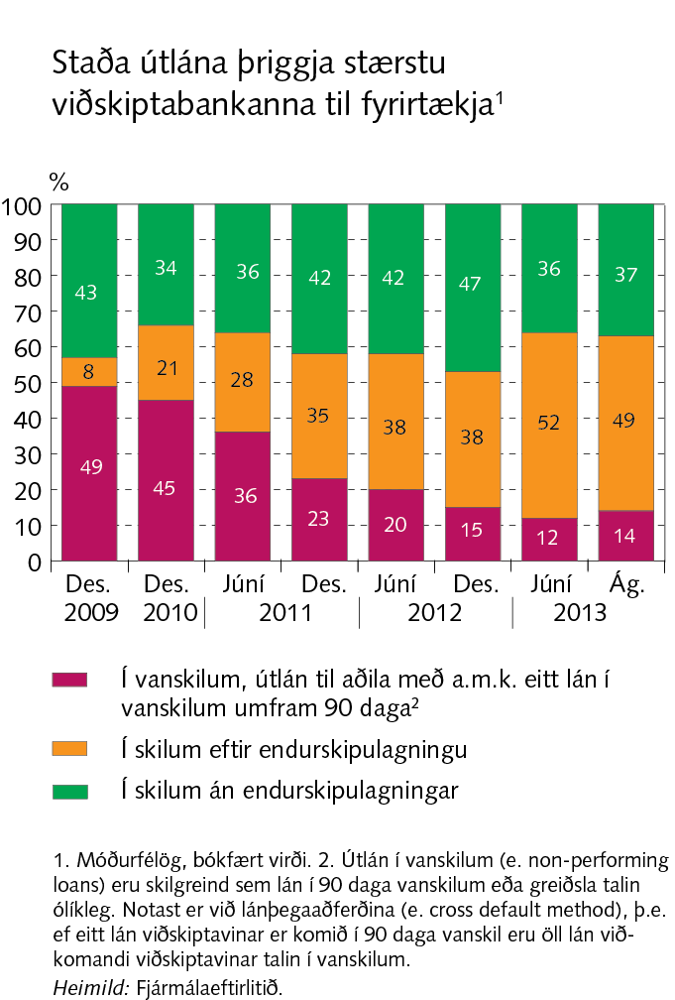 Staða útlána þriggja stærstu
viðskiptabankanna til fyrirtækja¹
%
100
90
80
70
60
50
40
30
20
10
0
43 34 36 42 42 47 36 37
8 21 28 35 38 38 52 49
49 45 36 23 20 15 12 14
Des. Des. Júní Des. Júní Des. Júní Ág.
2009 2010 2011 2012 2013
Í vanskilum, útlán til aðila með a.m.k. eitt lán í
vanskilum umfram 90 daga²
Í skilum eftir endurskipulagningu
Í skilum án endurskipulagningar
1. Móðurfélög, bókfært virði. 2. Útlán í vanskilum (e. non-performing
loans) eru skilgreind sem lán í 90 daga vanskilum eða greiðsla talin
ólíkleg. Notast er við lánþegaaðferðina (e. cross default method), þ.e.
ef eitt lán viðskiptavinar er komið í 90 daga vanskil eru öll lán við-
komandi viðskiptavinar talin í vanskilum.
Heimild: Fjármálaeftirlitið.